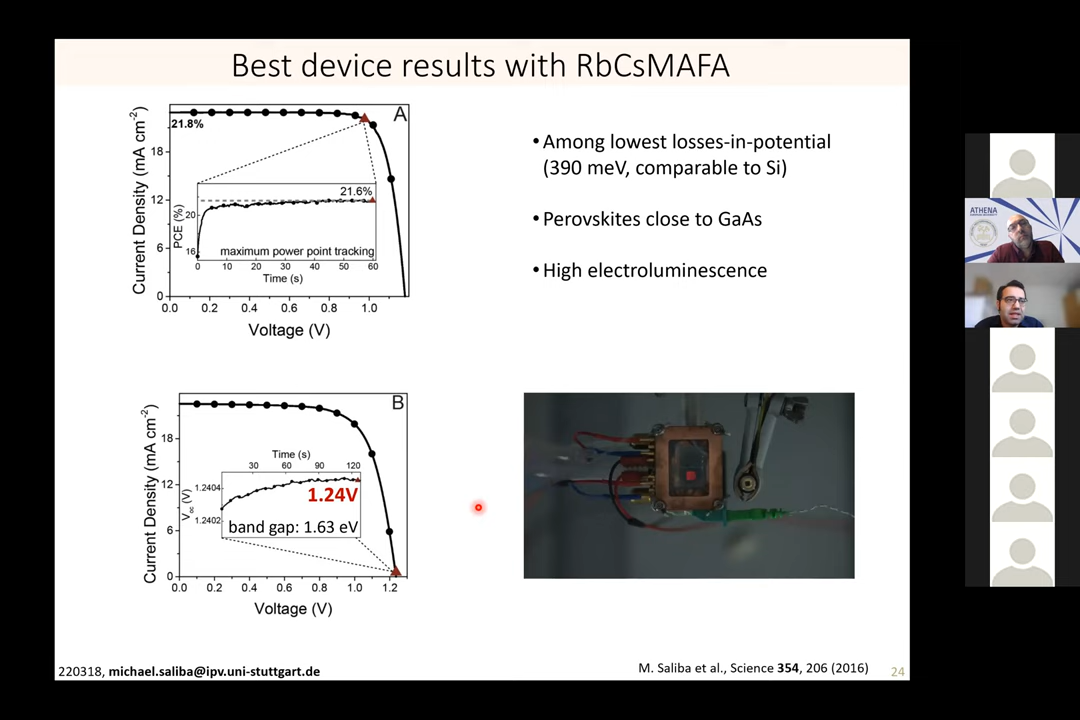 Best device results with RbCsMAFA
A
21.8%
Current Density (mA cm⁻²)
18
12
6
0
0.0 0.2 0.4 0.6 0.8 1.0
Voltage (V)
21.6%
PCE (%)
20
16
maximum power point tracking
0 10 20 30 40 50 60
Time (s)
• Among lowest losses-in-potential
(390 meV, comparable to Si)
• Perovskites close to GaAs
• High electroluminescence
ATHENA
B
Current Density (mA cm⁻²)
18
12
6
0
0.0 0.2 0.4 0.6 0.8 1.0 1.2
Voltage (V)
Time (s)
30 60 90 120
Voc (V)
1.2404
1.2402
1.24V
band gap: 1.63 eV
220318, michael.saliba@ipv.uni-stuttgart.de
M. Saliba et al., Science 354, 206 (2016)
24